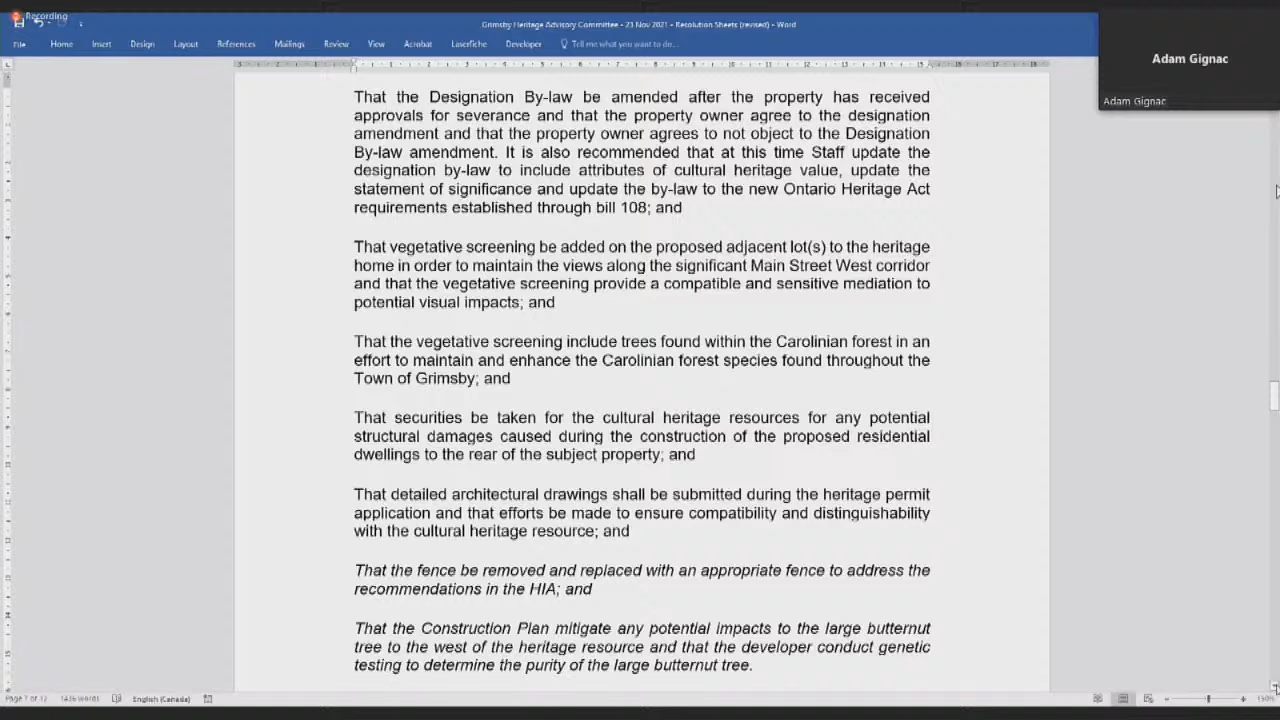 Recording
Grimsby Heritage Advisory Committee - 23 Nov 2021 - Resolution Sheets (revised) - Word
File Home Insert Design Layout References Mailings Review View Acrobat Laserfiche Developer Tell me what you want to do...
Adam Gignac
Adam Gignac
That the Designation By-law be amended after the property has received
approvals for severance and that the property owner agree to the designation
amendment and that the property owner agrees to not object to the Designation
By-law amendment. It is also recommended that at this time Staff update the
designation by-law to include attributes of cultural heritage value, update the
statement of significance and update the by-law to the new Ontario Heritage Act
requirements established through bill 108; and
That vegetative screening be added on the proposed adjacent lot(s) to the heritage
home in order to maintain the views along the significant Main Street West corridor
and that the vegetative screening provide a compatible and sensitive mediation to
potential visual impacts; and
That the vegetative screening include trees found within the Carolinian forest in an
effort to maintain and enhance the Carolinian forest species found throughout the
Town of Grimsby; and
That securities be taken for the cultural heritage resources for any potential
structural damages caused during the construction of the proposed residential
dwellings to the rear of the subject property; and
That detailed architectural drawings shall be submitted during the heritage permit
application and that efforts be made to ensure compatibility and distinguishability
with the cultural heritage resource; and
That the fence be removed and replaced with an appropriate fence to address the
recommendations in the HIA; and
That the Construction Plan mitigate any potential impacts to the large butternut
tree to the west of the heritage resource and that the developer conduct genetic
testing to determine the purity of the large butternut tree.
Page 7 of 12 words English (Canada) 150%